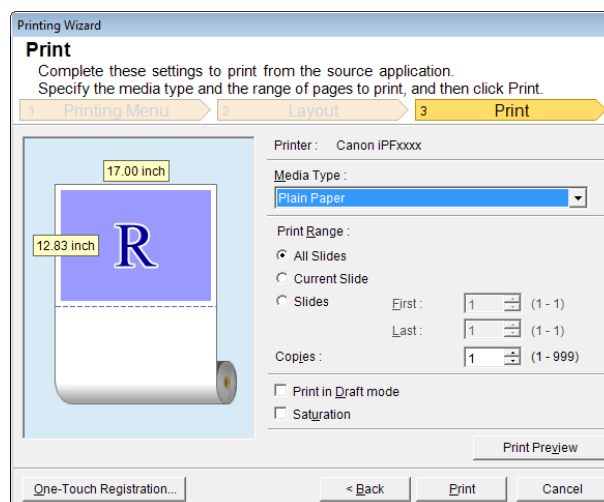 Printing Wizard
Print
Complete these settings to print from the source application.
Specify the media type and the range of pages to print, and then click Print.
1 Printing Menu 2 Layout 3 Print
17.00 inch
12.83 inch
R
Printer : Canon iPFxxxx
Media Type :
Plain Paper
Print Range :
All Slides
Current Slide
Slides First : 1 (1 - 1)
Last : 1 (1 - 1)
Copies : 1 (1 - 999)
Print in Draft mode
Saturation
Print Preview
One-Touch Registration... < Back Print Cancel